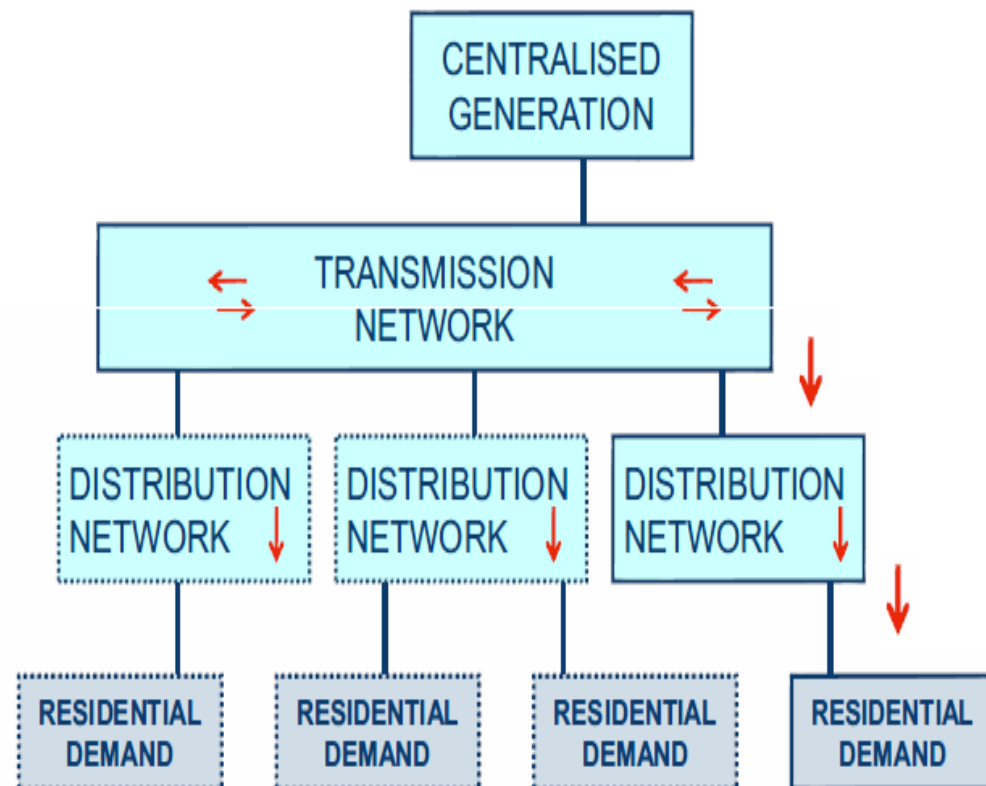 CENTRALISED
GENERATION
TRANSMISSION
NETWORK
DISTRIBUTION
NETWORK
DISTRIBUTION
NETWORK
DISTRIBUTION
NETWORK
RESIDENTIAL
DEMAND
RESIDENTIAL
DEMAND
RESIDENTIAL
DEMAND
RESIDENTIAL
DEMAND